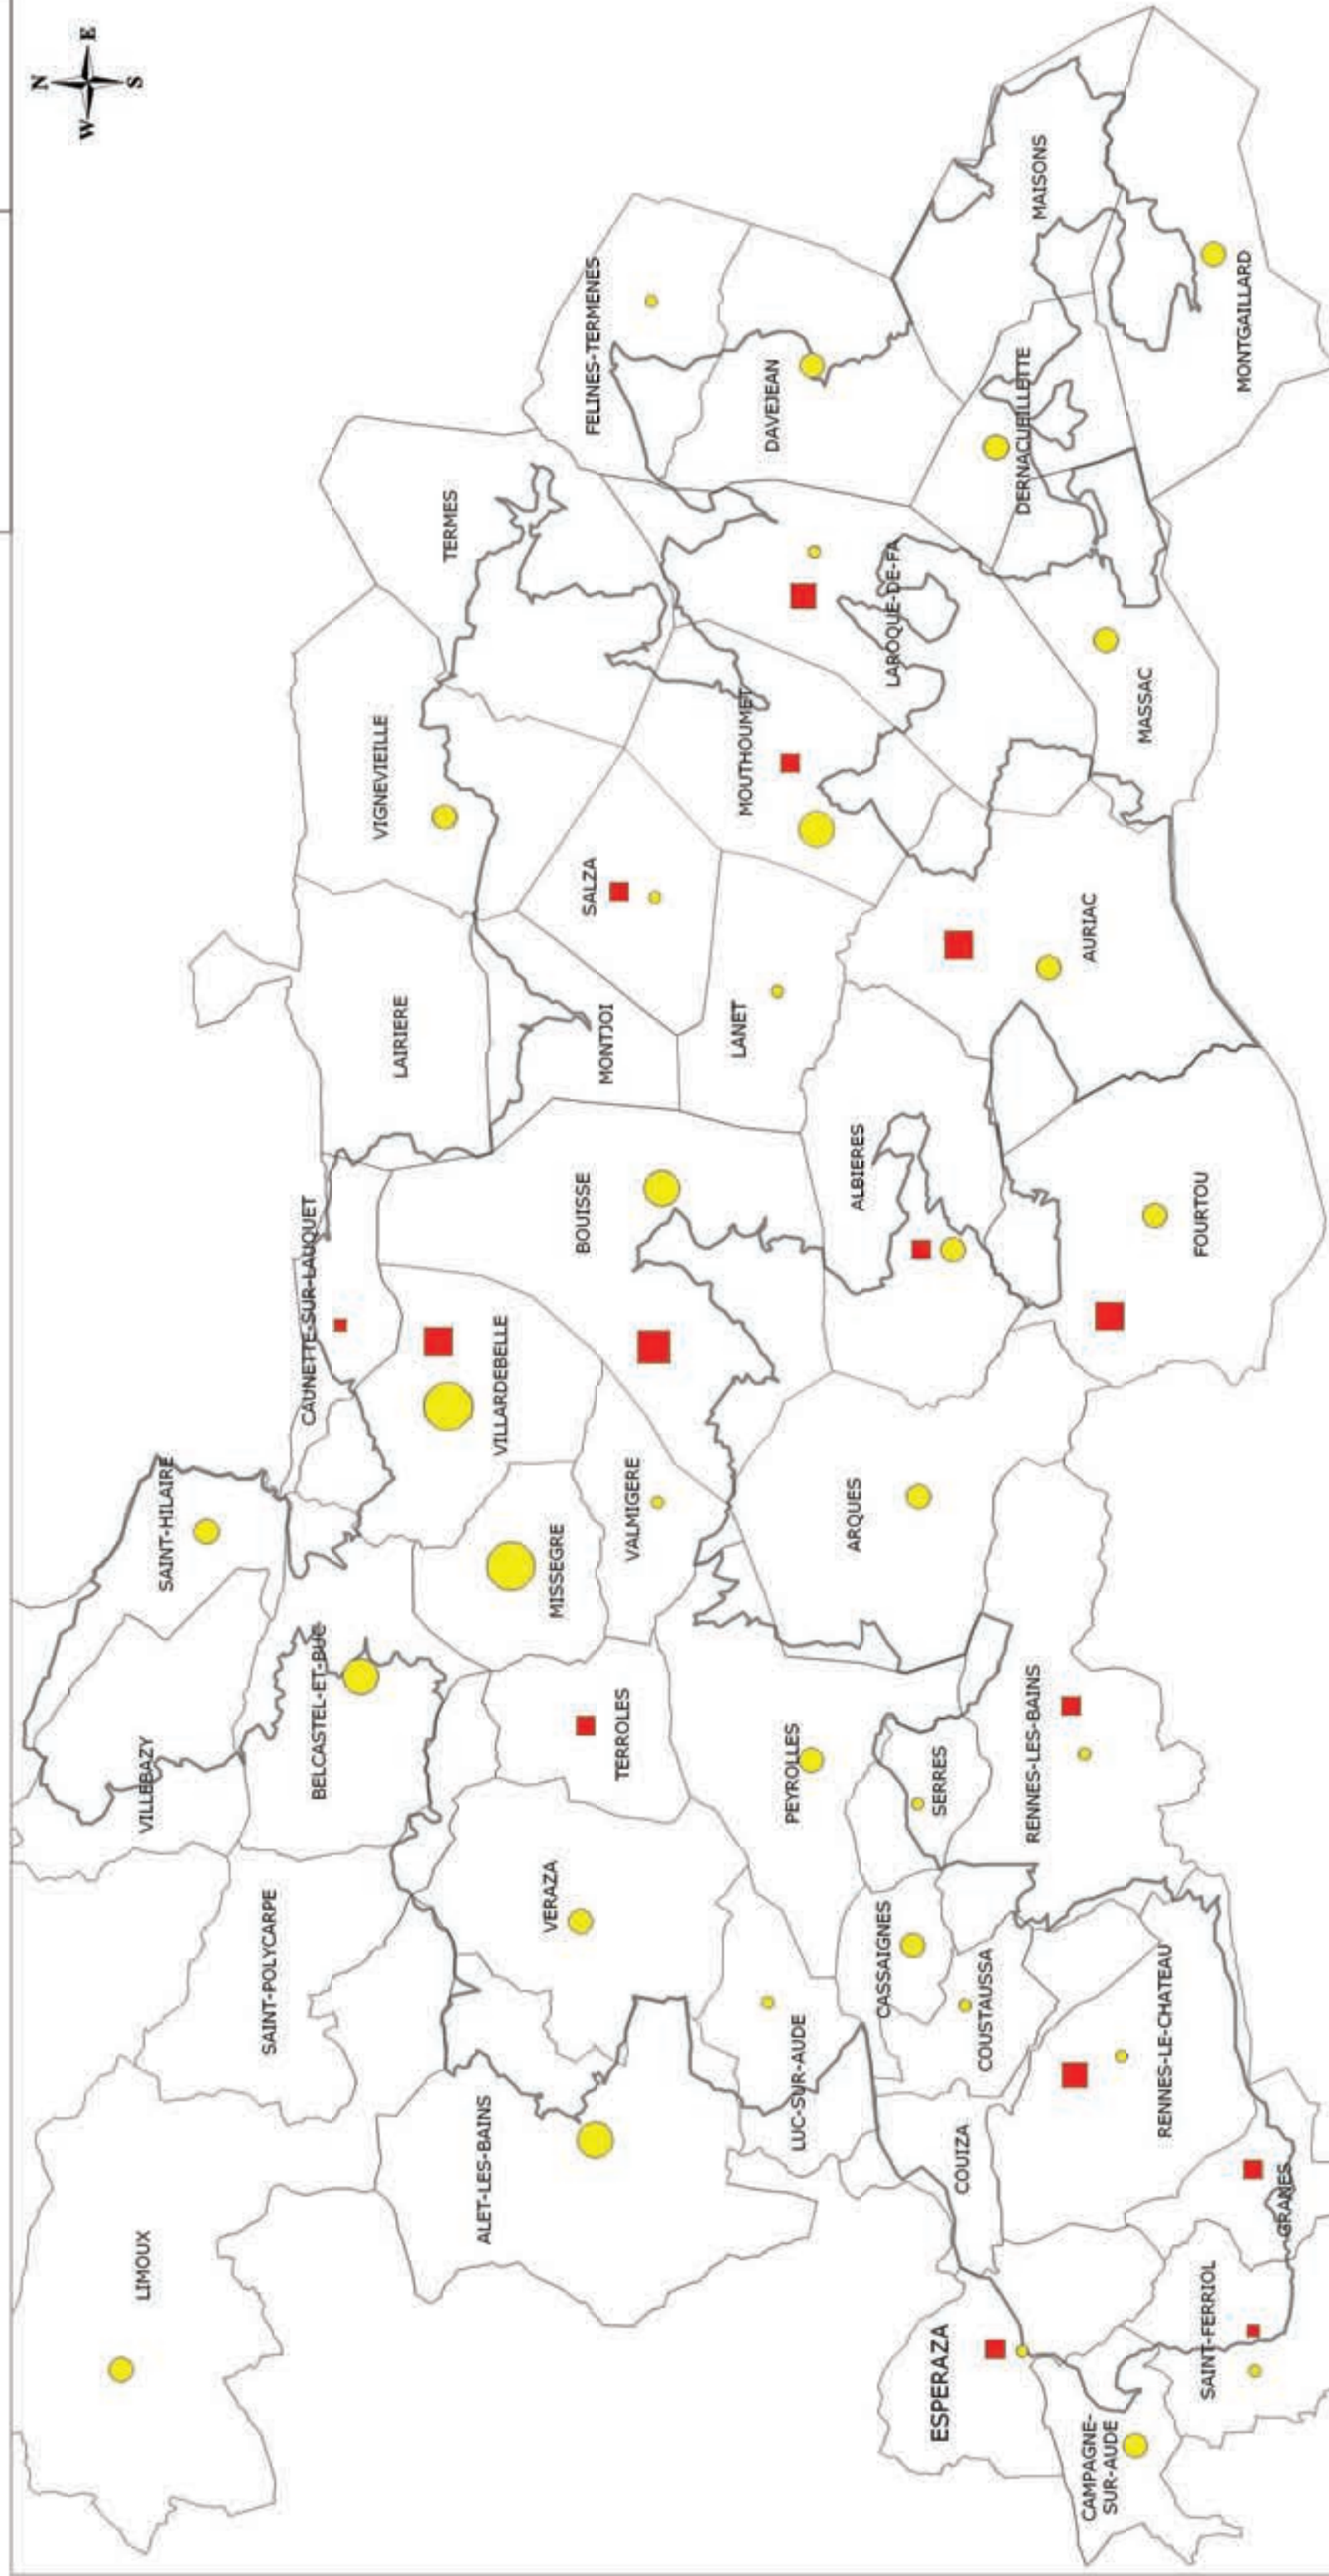 N
W
E
S
LIMOUX
VILLEBAZY
SAINT-HILAIRE
SAINT-POLYCARPE
BELCASTEL-ET-BUC
CAUNETTE-SUR-LAUQUET
LAIRIERE
VIGNEVIEILLE
TERMES
ALET-LES-BAINS
VERAZA
MISSEGRE
VILLARDEBELLE
TERROLES
VALMIGERE
BOUISSE
MONTJOI
SALZA
FELINES-TERMENES
LUC-SUR-AUDE
PEYROLLES
ARQUES
ALBIERES
LANET
MOUTHOUMET
DAVEJEAN
LAROQUE-DE-FA
ESPERAZA
COUIZA
CASSAIGNES
COUSTAUSSA
SERRES
RENNES-LES-BAINS
AURIAC
DERNACUEILLETTE
MAISONS
CAMPAGNE-
SUR-AUDE
SAINT-FERRIOL
GRANES
RENNES-LE-CHATEAU
FOURTOU
MASSAC
MONTGAILLARD